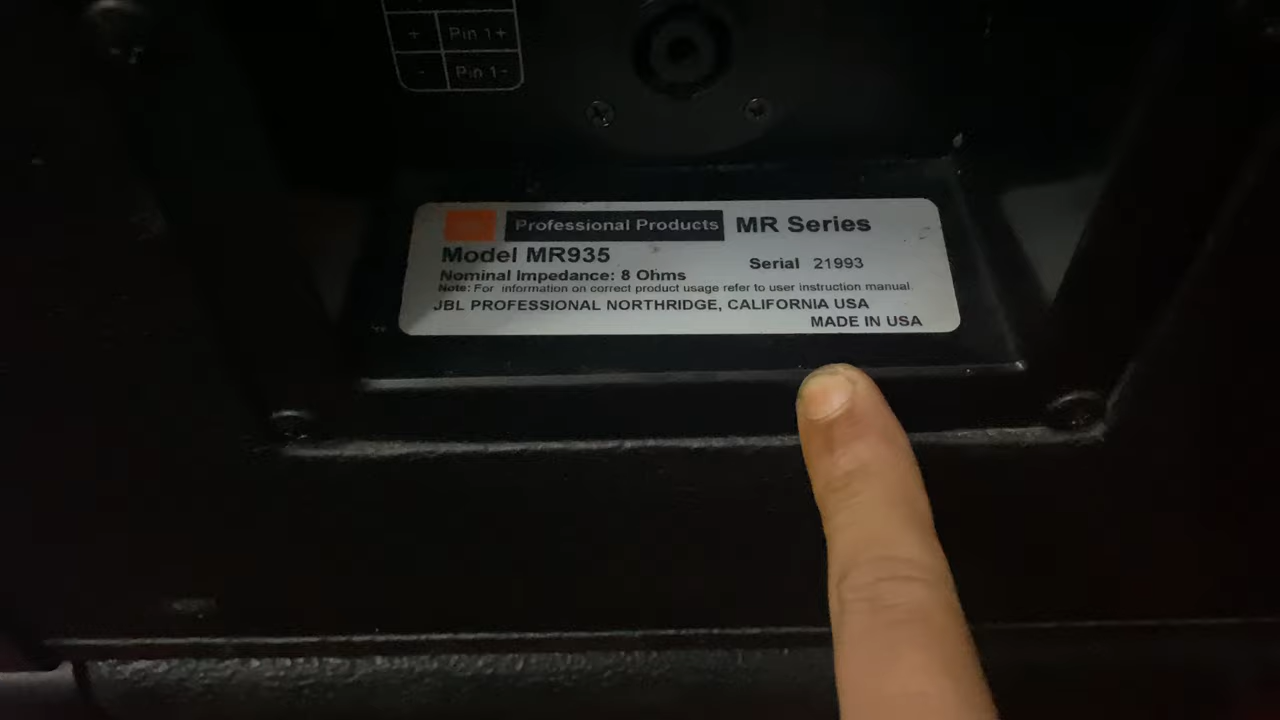 + Pin 1+
- Pin 1-
Professional Products MR Series
Model MR935
Serial 21993
Nominal Impedance: 8 Ohms
Note: For information on correct product usage refer to user instruction manual.
JBL PROFESSIONAL NORTHRIDGE, CALIFORNIA USA
MADE IN USA